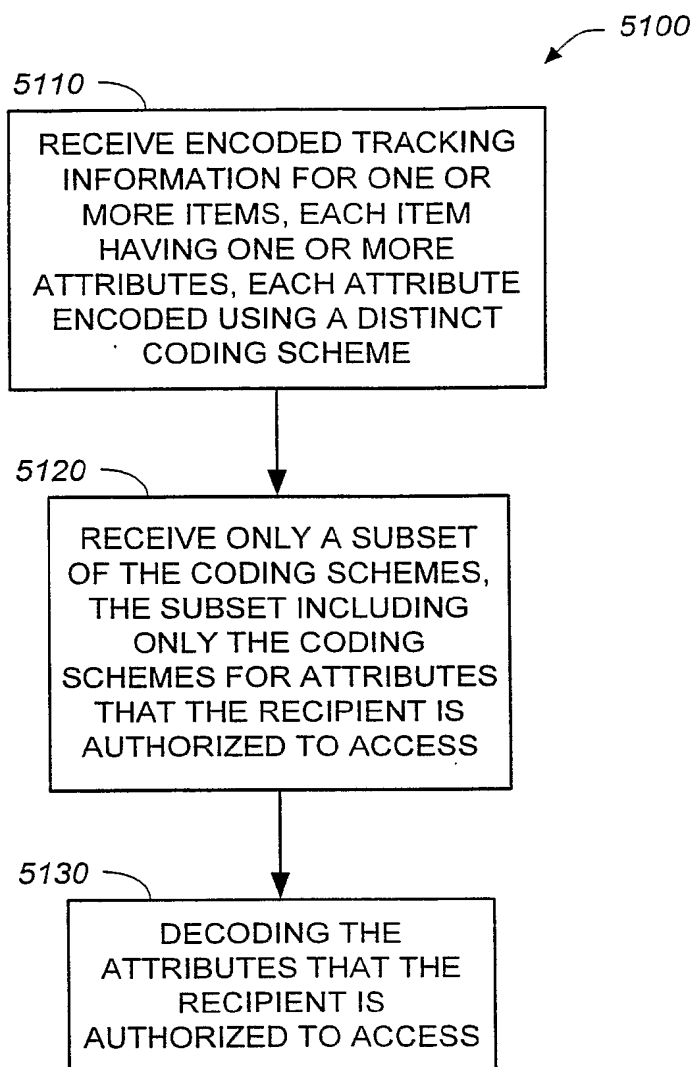 5100
5110
RECEIVE ENCODED TRACKING
INFORMATION FOR ONE OR
MORE ITEMS, EACH ITEM
HAVING ONE OR MORE
ATTRIBUTES, EACH ATTRIBUTE
ENCODED USING A DISTINCT
CODING SCHEME
5120
RECEIVE ONLY A SUBSET
OF THE CODING SCHEMES,
THE SUBSET INCLUDING
ONLY THE CODING
SCHEMES FOR ATTRIBUTES
THAT THE RECIPIENT IS
AUTHORIZED TO ACCESS
5130
DECODING THE
ATTRIBUTES THAT THE
RECIPIENT IS
AUTHORIZED TO ACCESS